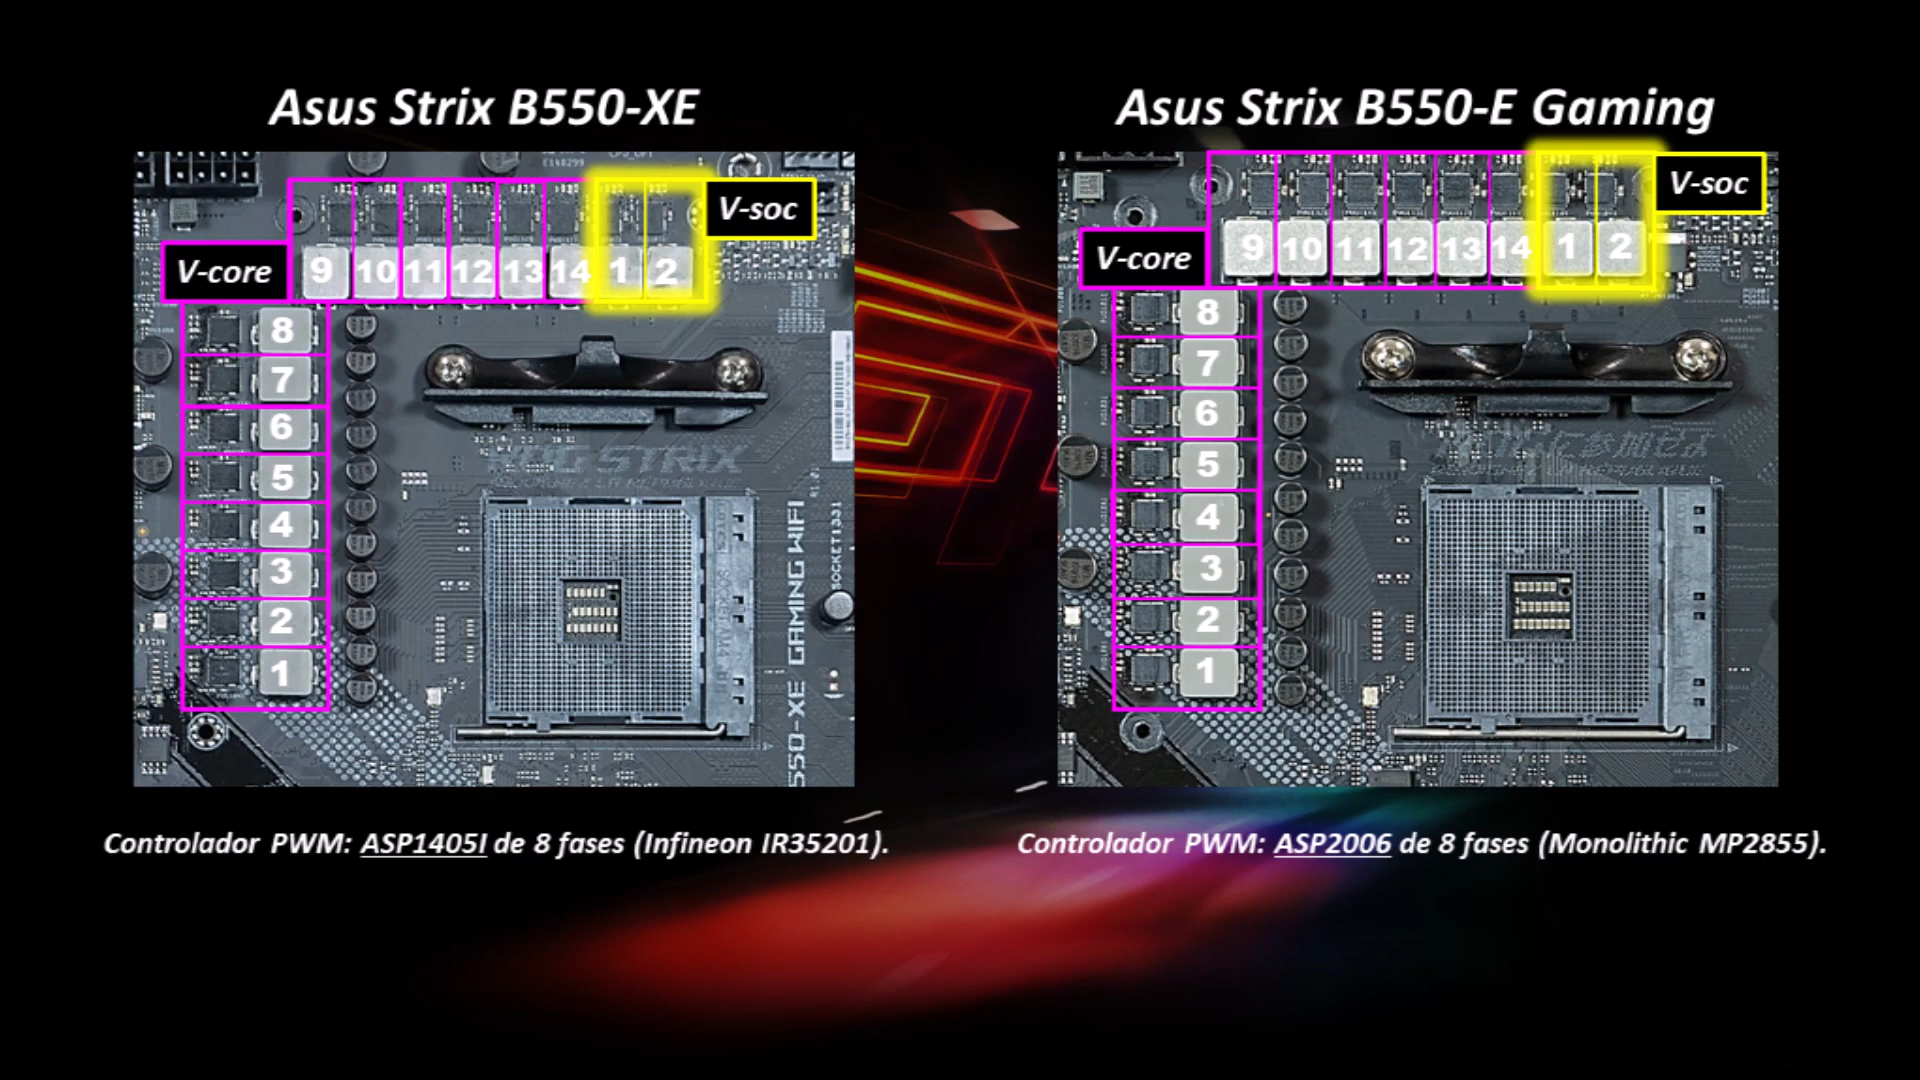 Asus Strix B550-XE
Asus Strix B550-E Gaming
V-soc
V-core
9 10 11 12 13 14 1 2
8
7
6
5
4
3
2
1
ROG STRIX
550-XE GAMING WIFI
SOCKET1331
E148299
V-soc
V-core
9 10 11 12 13 14 1 2
8
7
6
5
4
3
2
1
Controlador PWM: ASP1405I de 8 fases (Infineon IR35201).
Controlador PWM: ASP2006 de 8 fases (Monolithic MP2855).